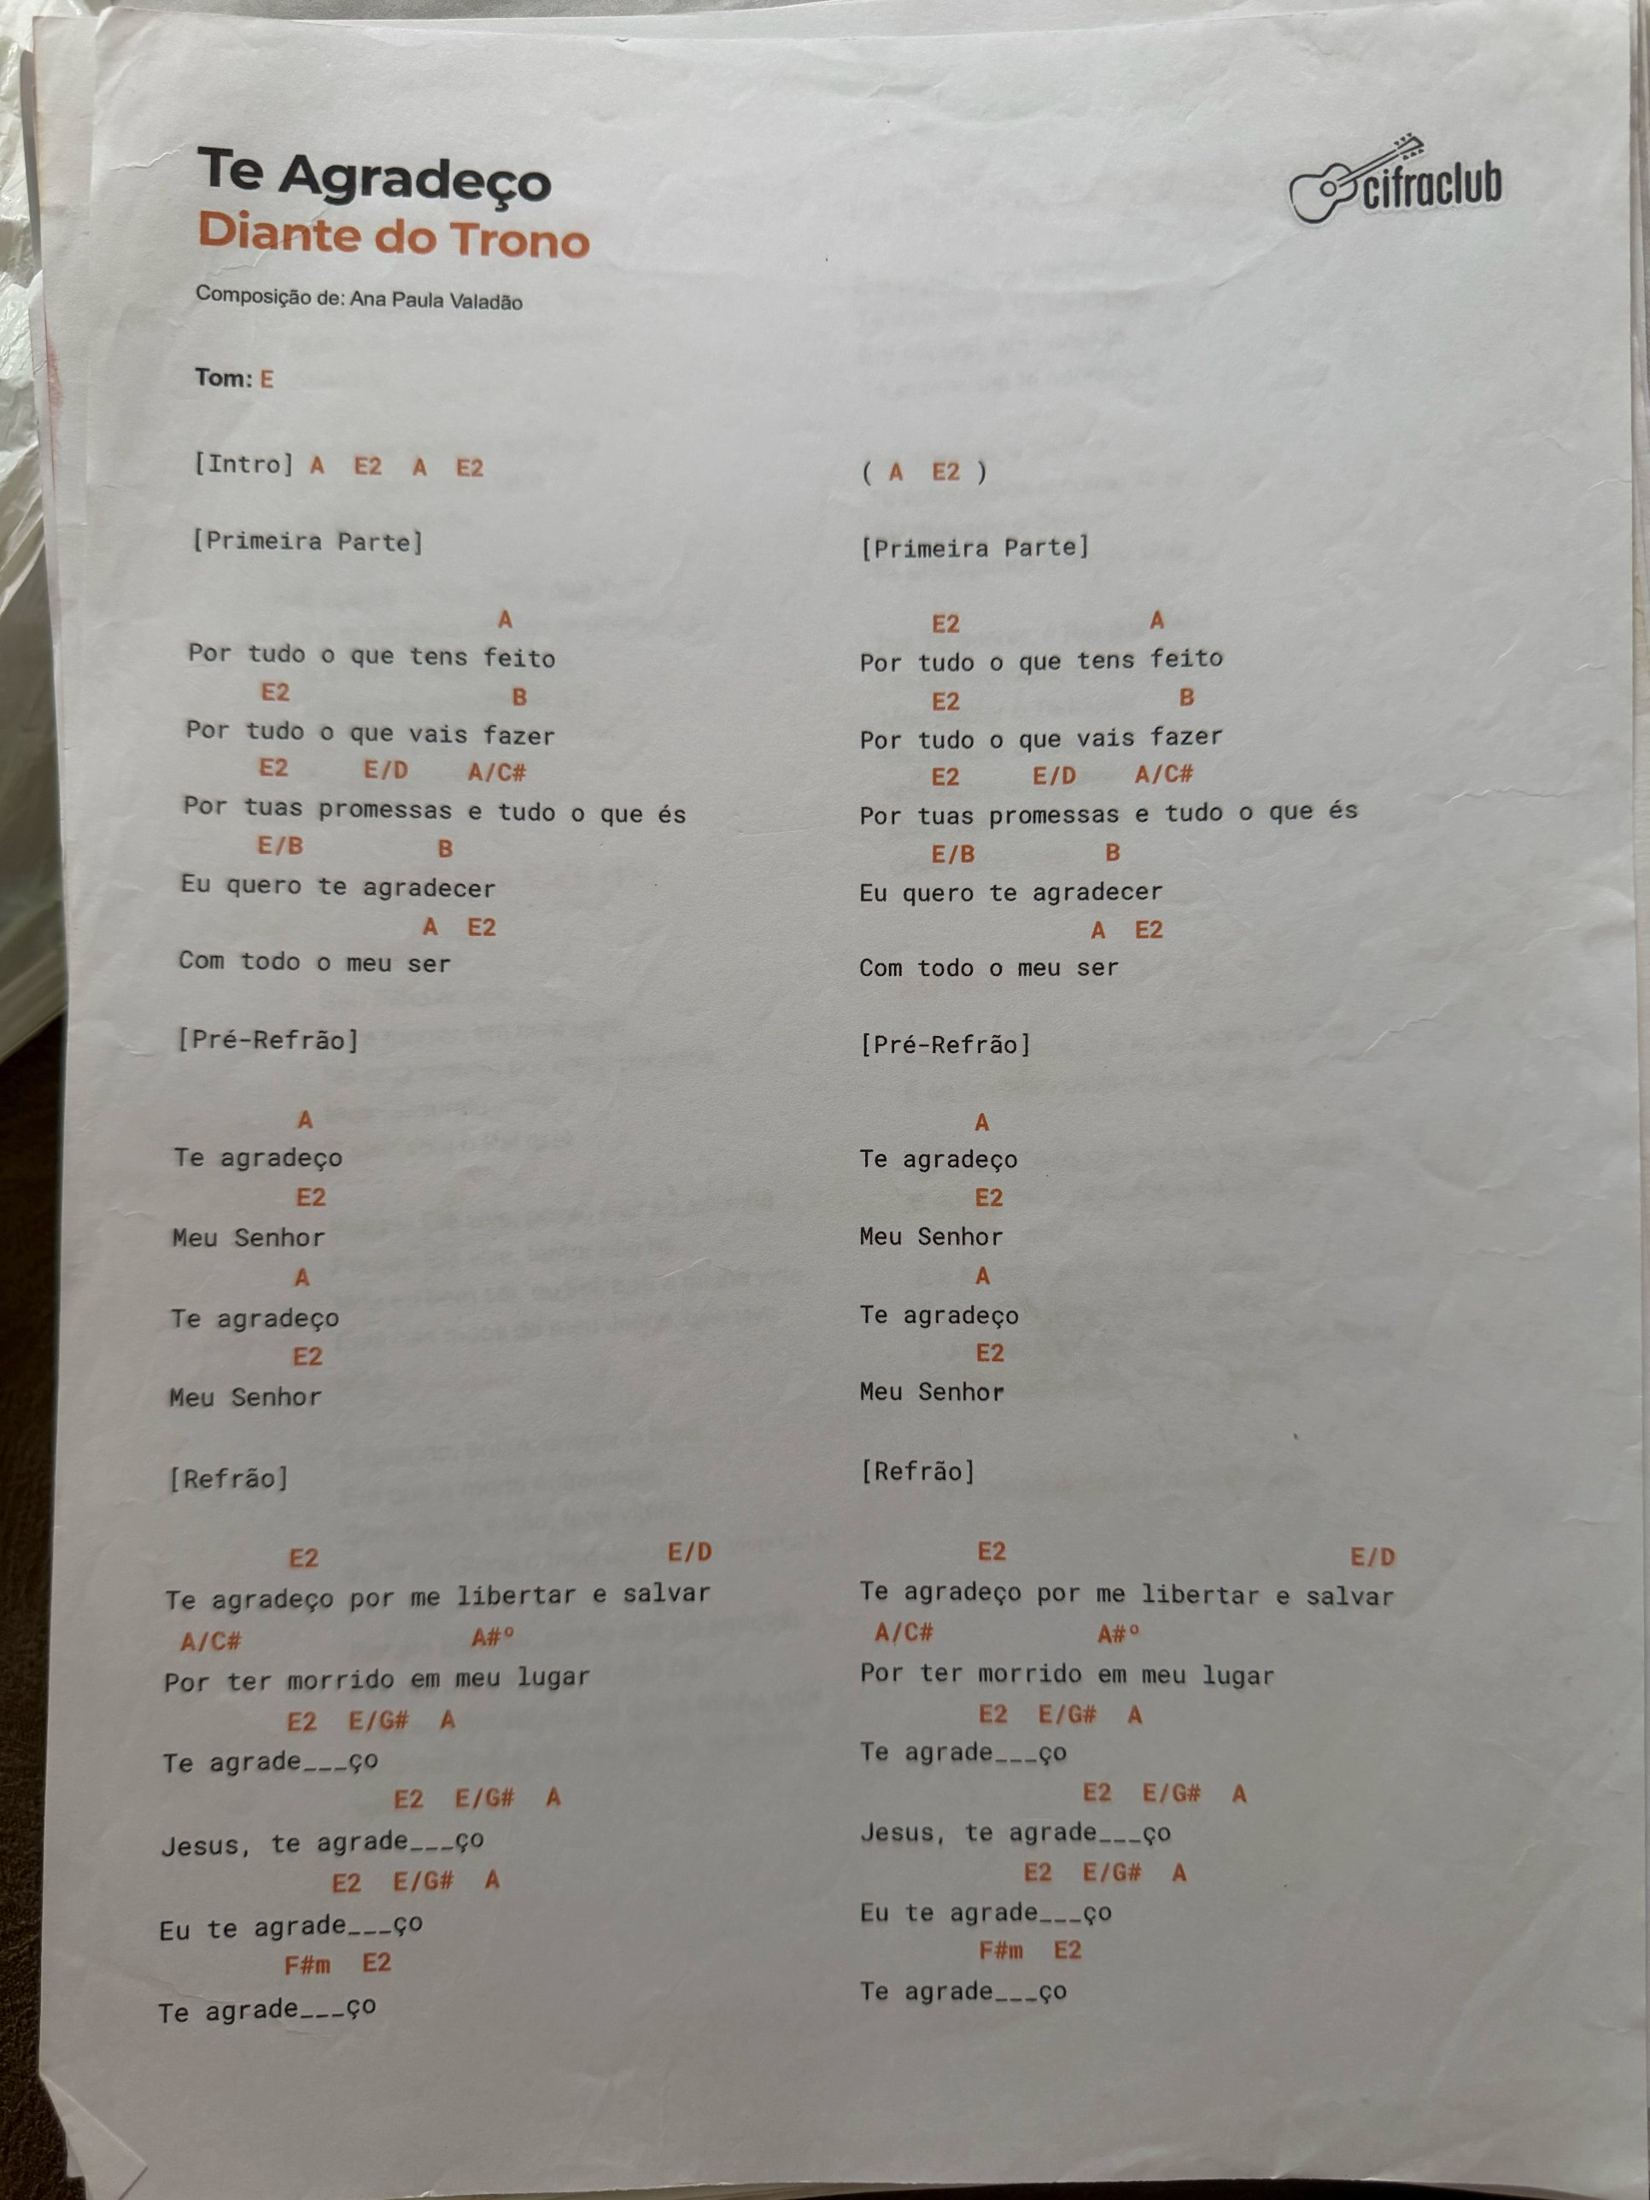 Te Agradeço
Diante do Trono
cifraclub
Composição de: Ana Paula Valadão
Tom: E
[Intro] A E2 A E2
[Primeira Parte]
A
Por tudo o que tens feito
E2 B
Por tudo o que vais fazer
E2 E/D A/C#
Por tuas promessas e tudo o que és
E/B B
Eu quero te agradecer
A E2
Com todo o meu ser
[Pré-Refrão]
A
Te agradeço
E2
Meu Senhor
A
Te agradeço
E2
Meu Senhor
[Refrão]
E2 E/D
Te agradeço por me libertar e salvar
A/C# A#º
Por ter morrido em meu lugar
E2 E/G# A
Te agrade___ço
E2 E/G# A
Jesus, te agrade___ço
E2 E/G# A
Eu te agrade___ço
F#m E2
Te agrade___ço
( A E2 )
[Primeira Parte]
E2 A
Por tudo o que tens feito
E2 B
Por tudo o que vais fazer
E2 E/D A/C#
Por tuas promessas e tudo o que és
E/B B
Eu quero te agradecer
A E2
Com todo o meu ser
[Pré-Refrão]
A
Te agradeço
E2
Meu Senhor
A
Te agradeço
E2
Meu Senhor
[Refrão]
E2 E/D
Te agradeço por me libertar e salvar
A/C# A#º
Por ter morrido em meu lugar
E2 E/G# A
Te agrade___ço
E2 E/G# A
Jesus, te agrade___ço
E2 E/G# A
Eu te agrade___ço
F#m E2
Te agrade___ço